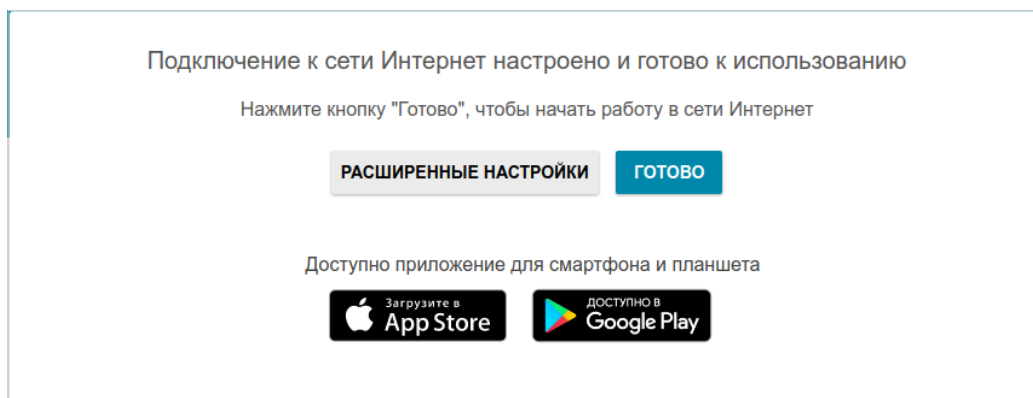 Подключение к сети Интернет настроено и готово к использованию
Нажмите кнопку "Готово", чтобы начать работу в сети Интернет
РАСШИРЕННЫЕ НАСТРОЙКИ ГОТОВО
Доступно приложение для смартфона и планшета
Загрузите в
App Store
ДОСТУПНО В
Google Play